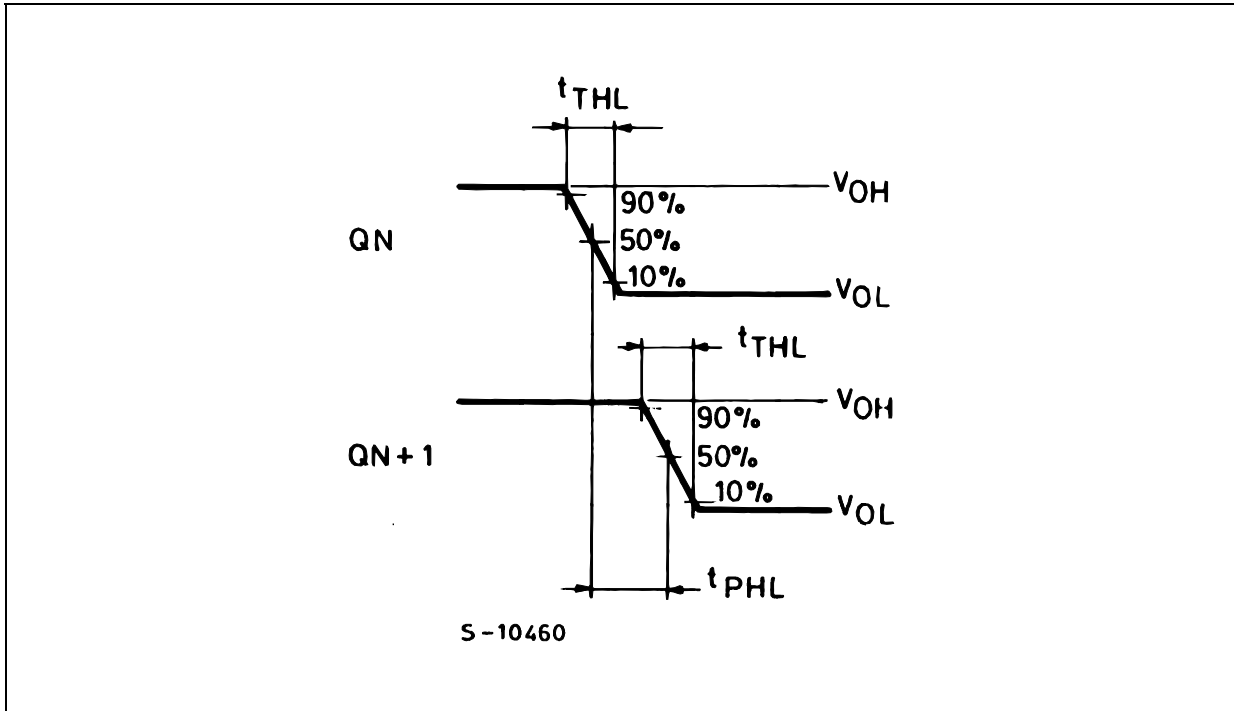 tTHL
VOH
90%
QN
50%
10%
VOL
tTHL
VOH
90%
QN+1
50%
10%
VOL
tPHL
S-10460